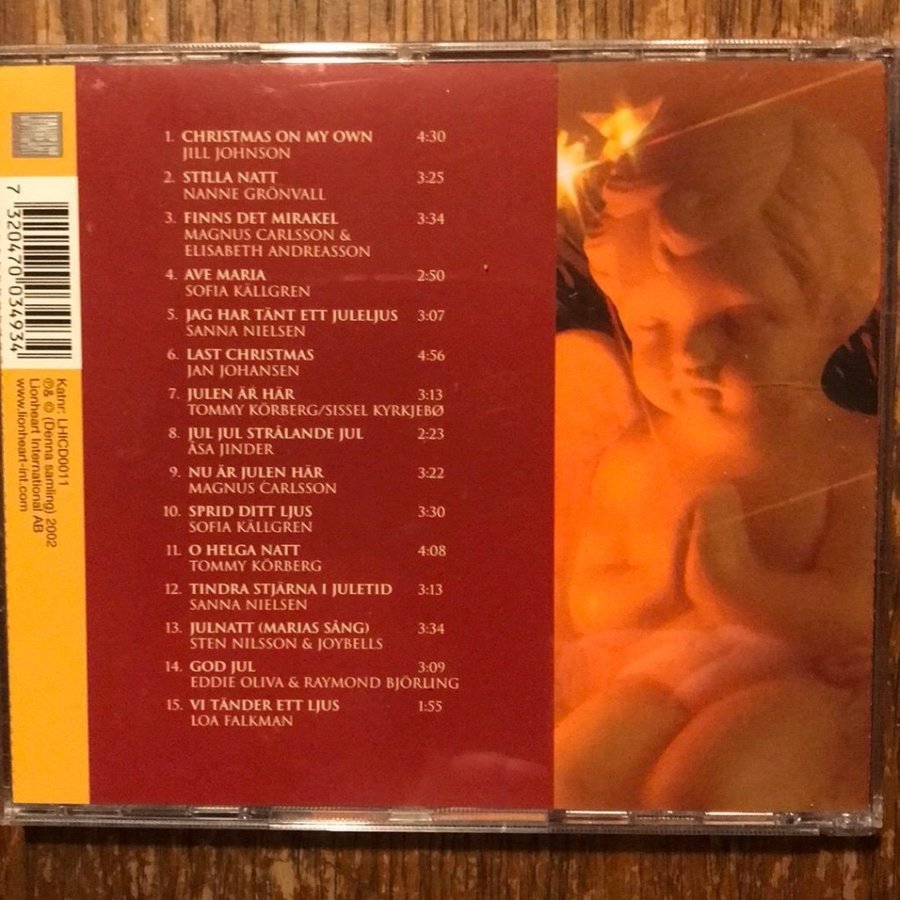 1. CHRISTMAS ON MY OWN 4:30
JILL JOHNSON
2. STILLA NATT 3:25
NANNE GRÖNVALL
3. FINNS DET MIRAKEL 3:34
MAGNUS CARLSSON &
ELISABETH ANDREASSON
4. AVE MARIA 2:50
SOFIA KÄLLGREN
5. JAG HAR TÄNT ETT JULELJUS 3:07
SANNA NIELSEN
6. LAST CHRISTMAS 4:56
JAN JOHANSEN
7. JULEN ÄR HÄR 3:13
TOMMY KÖRBERG/SISSEL KYRKJEBØ
8. JUL JUL STRÅLANDE JUL 2:23
ÅSA JINDER
9. NU ÄR JULEN HÄR 3:22
MAGNUS CARLSSON
10. SPRID DITT LJUS 3:30
SOFIA KÄLLGREN
11. O HELGA NATT 4:08
TOMMY KÖRBERG
12. TINDRA STJÄRNA I JULETID 3:13
SANNA NIELSEN
13. JULNATT (MARIAS SÅNG) 3:34
STEN NILSSON & JOYBELLS
14. GOD JUL 3:09
EDDIE OLIVA & RAYMOND BJÖRLING
15. VI TÄNDER ETT LJUS 1:55
LOA FALKMAN
7 320470 034934
Katnr: LHICD0011
℗& © (Denna samling) 2002
Lionheart International AB
www.lionheart-int.com